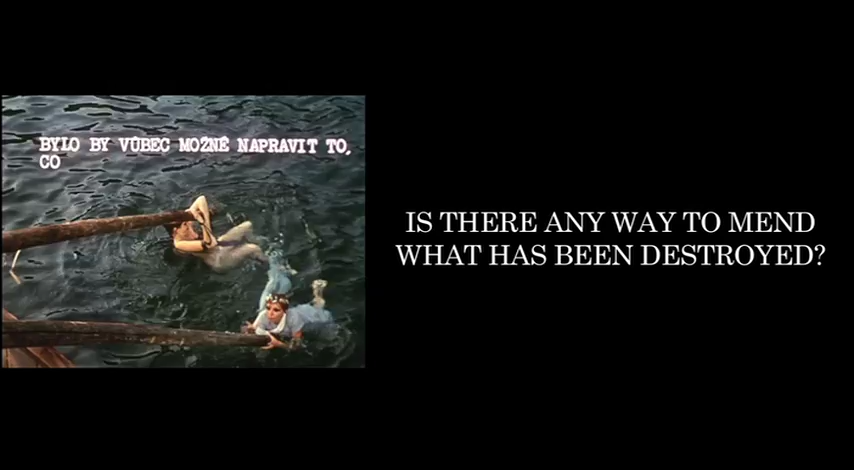 BYLO BY VŮBEC MOŽNÉ NAPRAVIT TO,
CO
IS THERE ANY WAY TO MEND
WHAT HAS BEEN DESTROYED?